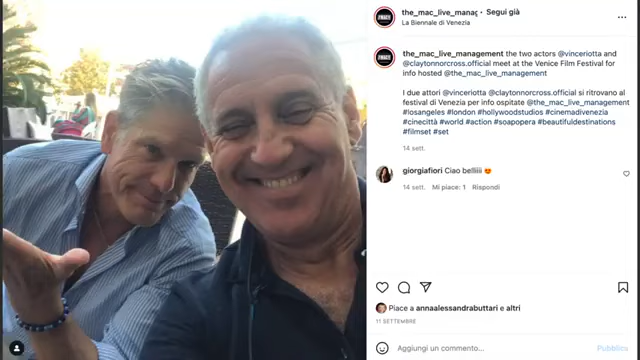 the_mac_live_manag • Segui già
La Biennale di Venezia
the_mac_live_management the two actors @vinceriotta and
@claytonnorcross.official meet at the Venice Film Festival for
info hosted @the_mac_live_management
I due attori @vinceriotta @claytonnorcross.official si ritrovano al
festival di Venezia per info ospitate @the_mac_live_management
#losangeles #london #hollywoodstudios #cinemadivenezia
#cinecittà #world #action #soapopera #beautifuldestinations
#filmset #set
14 sett.
giorgiafiori Ciao belliiii 😍
14 sett. Mi piace: 1 Rispondi
Piace a annaalessandrabuttari e altri
11 SETTEMBRE
Aggiungi un commento...
Pubblica